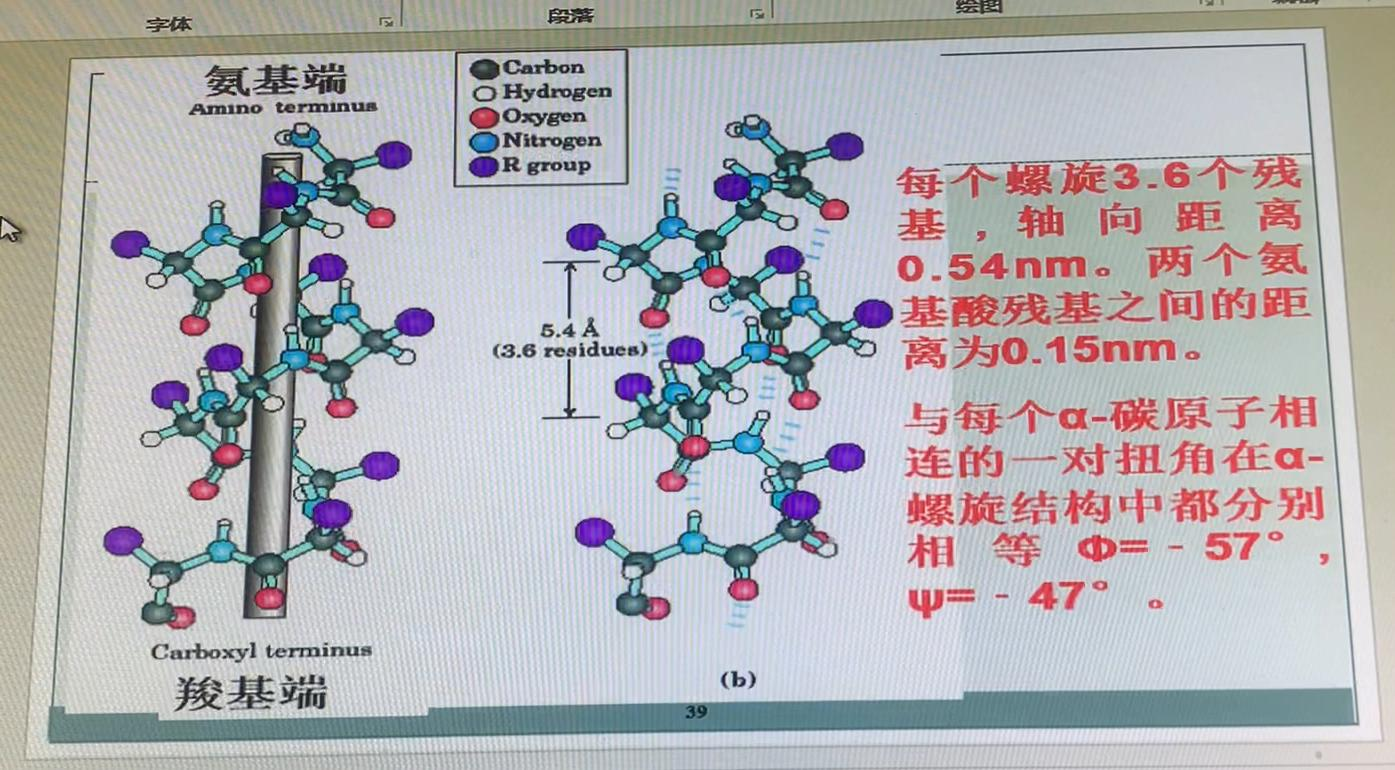 字体
段落
绘图
氨基端
Amino terminus
Carbon
Hydrogen
Oxygen
Nitrogen
R group
5.4 Å
(3.6 residues)
Carboxyl terminus
羧基端
(b)
39
每个螺旋3.6个残
基,轴向距离
0.54nm。两个氨
基酸残基之间的距
离为0.15nm。
与每个α-碳原子相
连的一对扭角在α-
螺旋结构中都分别
相等 Φ= - 57°,
ψ= - 47° 。